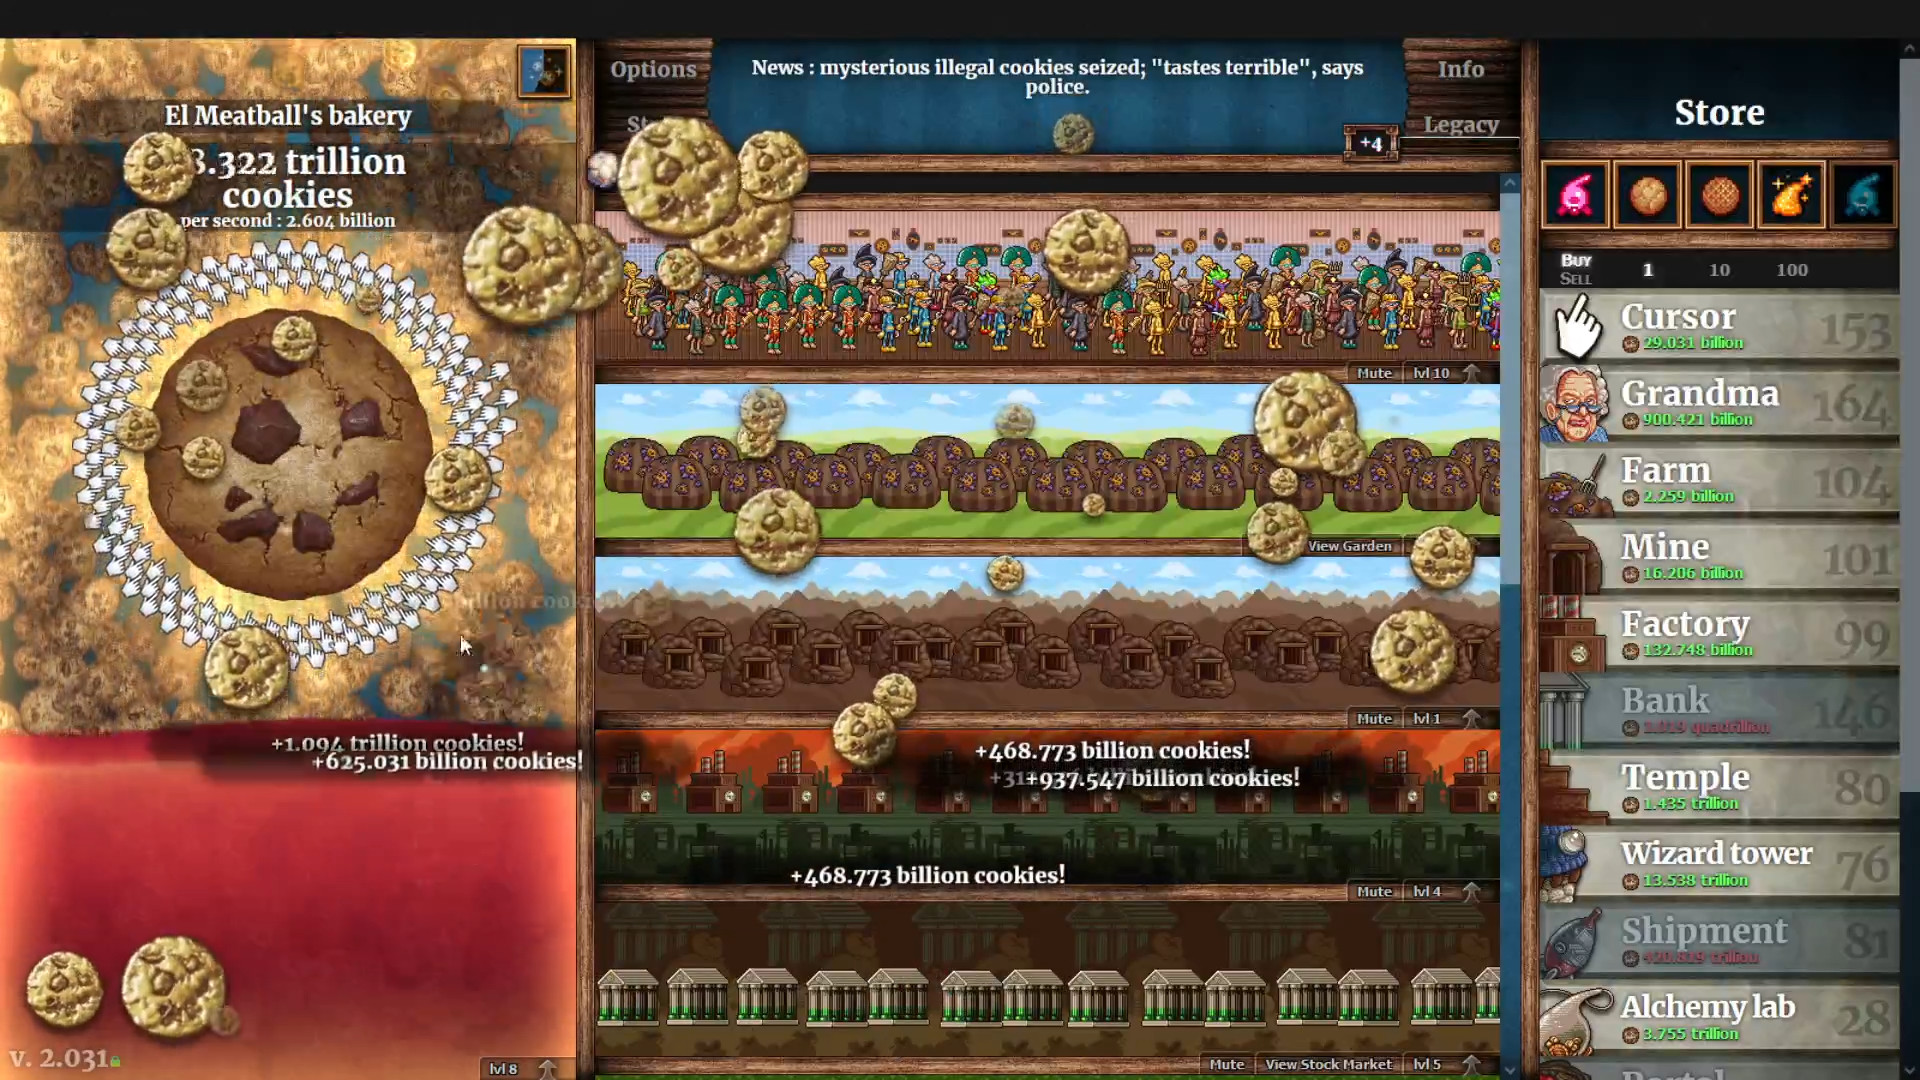 El Meatball's bakery
3.322 trillion
cookies
per second : 2.604 billion
+1.094 trillion cookies!
+625.031 billion cookies!
v. 2.031
lvl 8
Options
News : mysterious illegal cookies seized; "tastes terrible", says
police.
Info
+4
Legacy
Mute
lvl 10
View Garden
Mute
lvl 1
+468.773 billion cookies!
+937.547 billion cookies!
+468.773 billion cookies!
Mute
lvl 4
Mute
View Stock Market
lvl 5
Store
BUY
SELL
1
10
100
Cursor
29.031 billion
153
Grandma
900.421 billion
164
Farm
2.259 billion
104
Mine
16.206 billion
101
Factory
132.748 billion
99
Bank
quadrillion
146
Temple
1.435 trillion
80
Wizard tower
13.538 trillion
76
Shipment
trillion
81
Alchemy lab
3.755 trillion
28
Portal